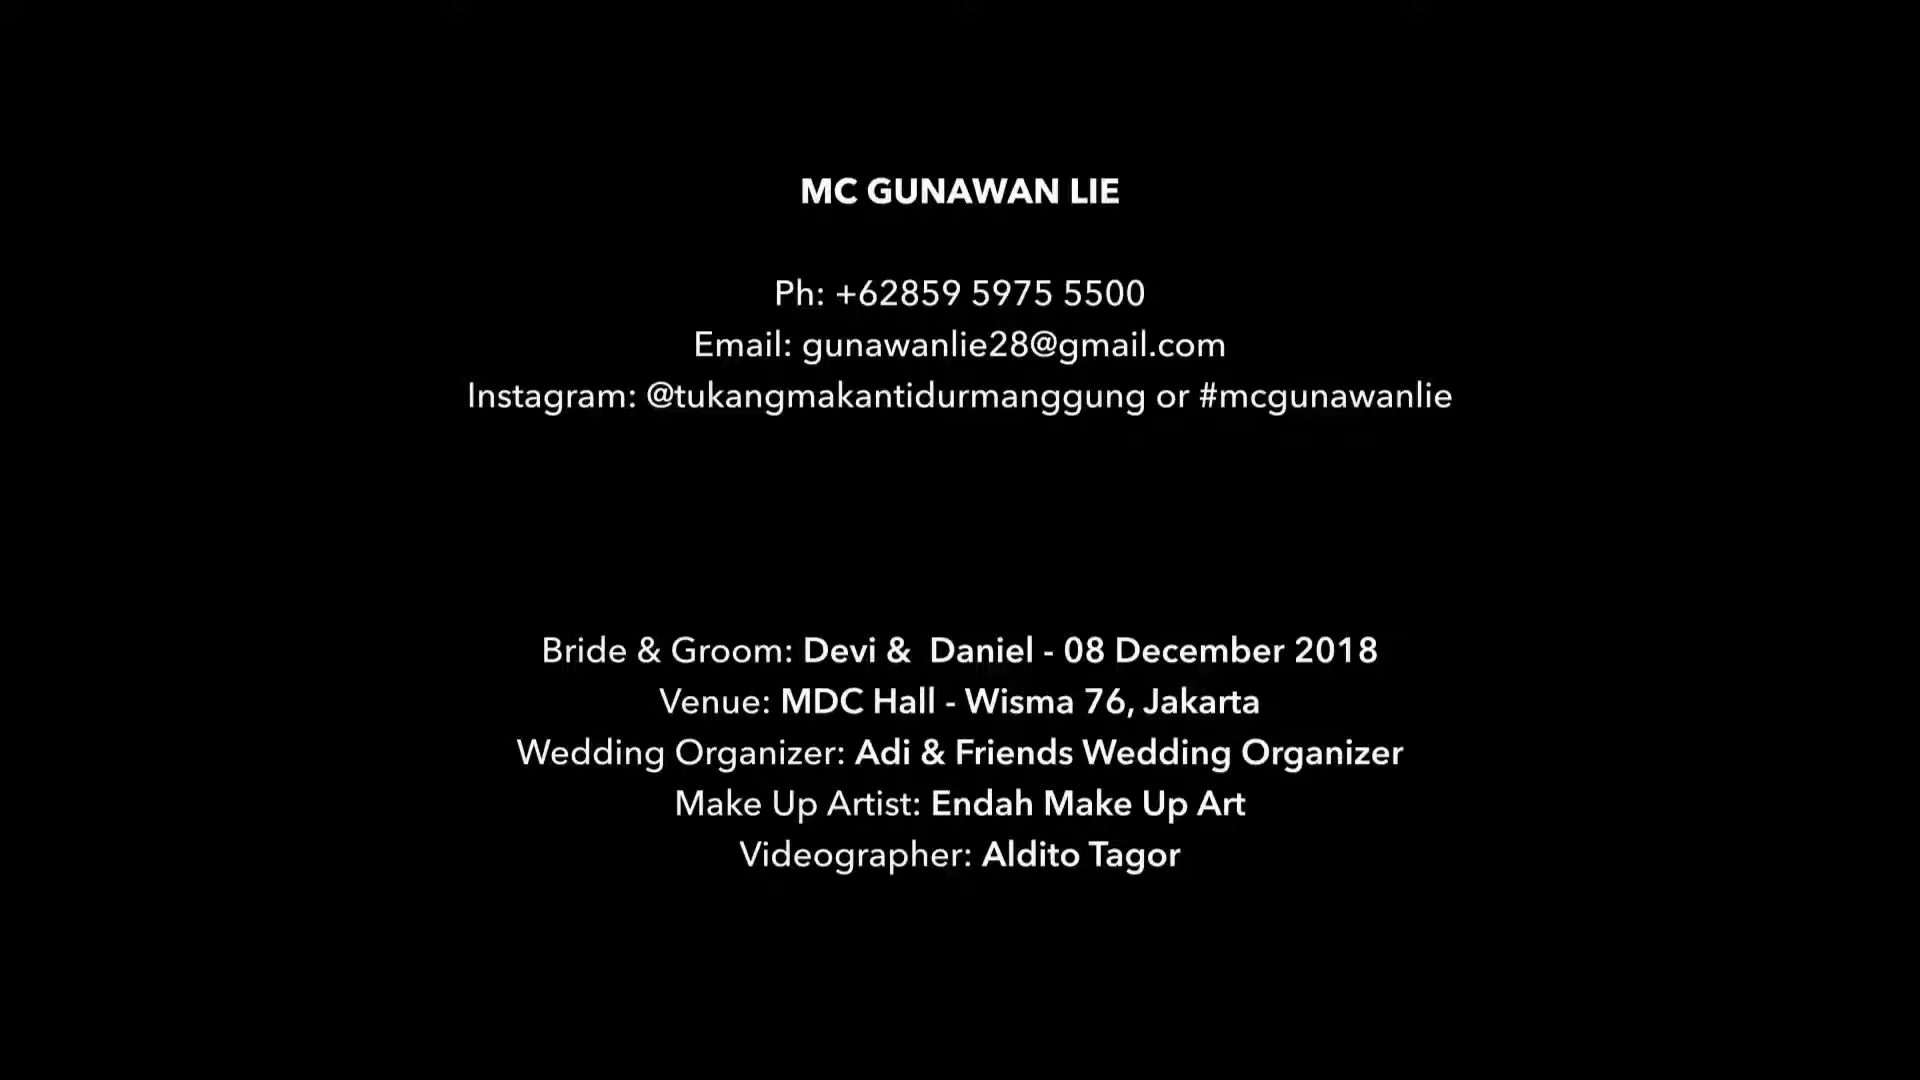 MC GUNAWAN LIE
Ph: +62859 5975 5500
Email: gunawanlie28@gmail.com
Instagram: @tukangmakantidurmanggung or #mcgunawanlie
Bride & Groom: Devi &  Daniel - 08 December 2018
Venue: MDC Hall - Wisma 76, Jakarta
Wedding Organizer: Adi & Friends Wedding Organizer
Make Up Artist: Endah Make Up Art
Videographer: Aldito Tagor